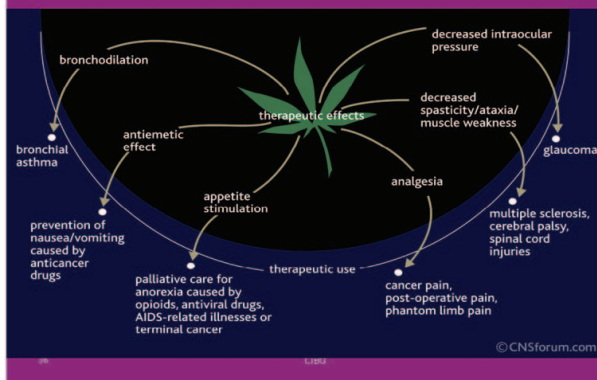 decreased intraocular
pressure
bronchodilation
therapeutic effects
decreased
spasticity/ataxia/
muscle weakness
antiemetic
effect
bronchial
asthma
glaucoma
analgesia
appetite
stimulation
prevention of
nausea/vomiting
caused by
anticancer
drugs
multiple sclerosis,
cerebral palsy,
spinal cord
injuries
therapeutic use
palliative care for
anorexia caused by
opioids, antiviral drugs,
AIDS-related illnesses or
terminal cancer
cancer pain,
post-operative pain,
phantom limb pain
©CNSforum.com